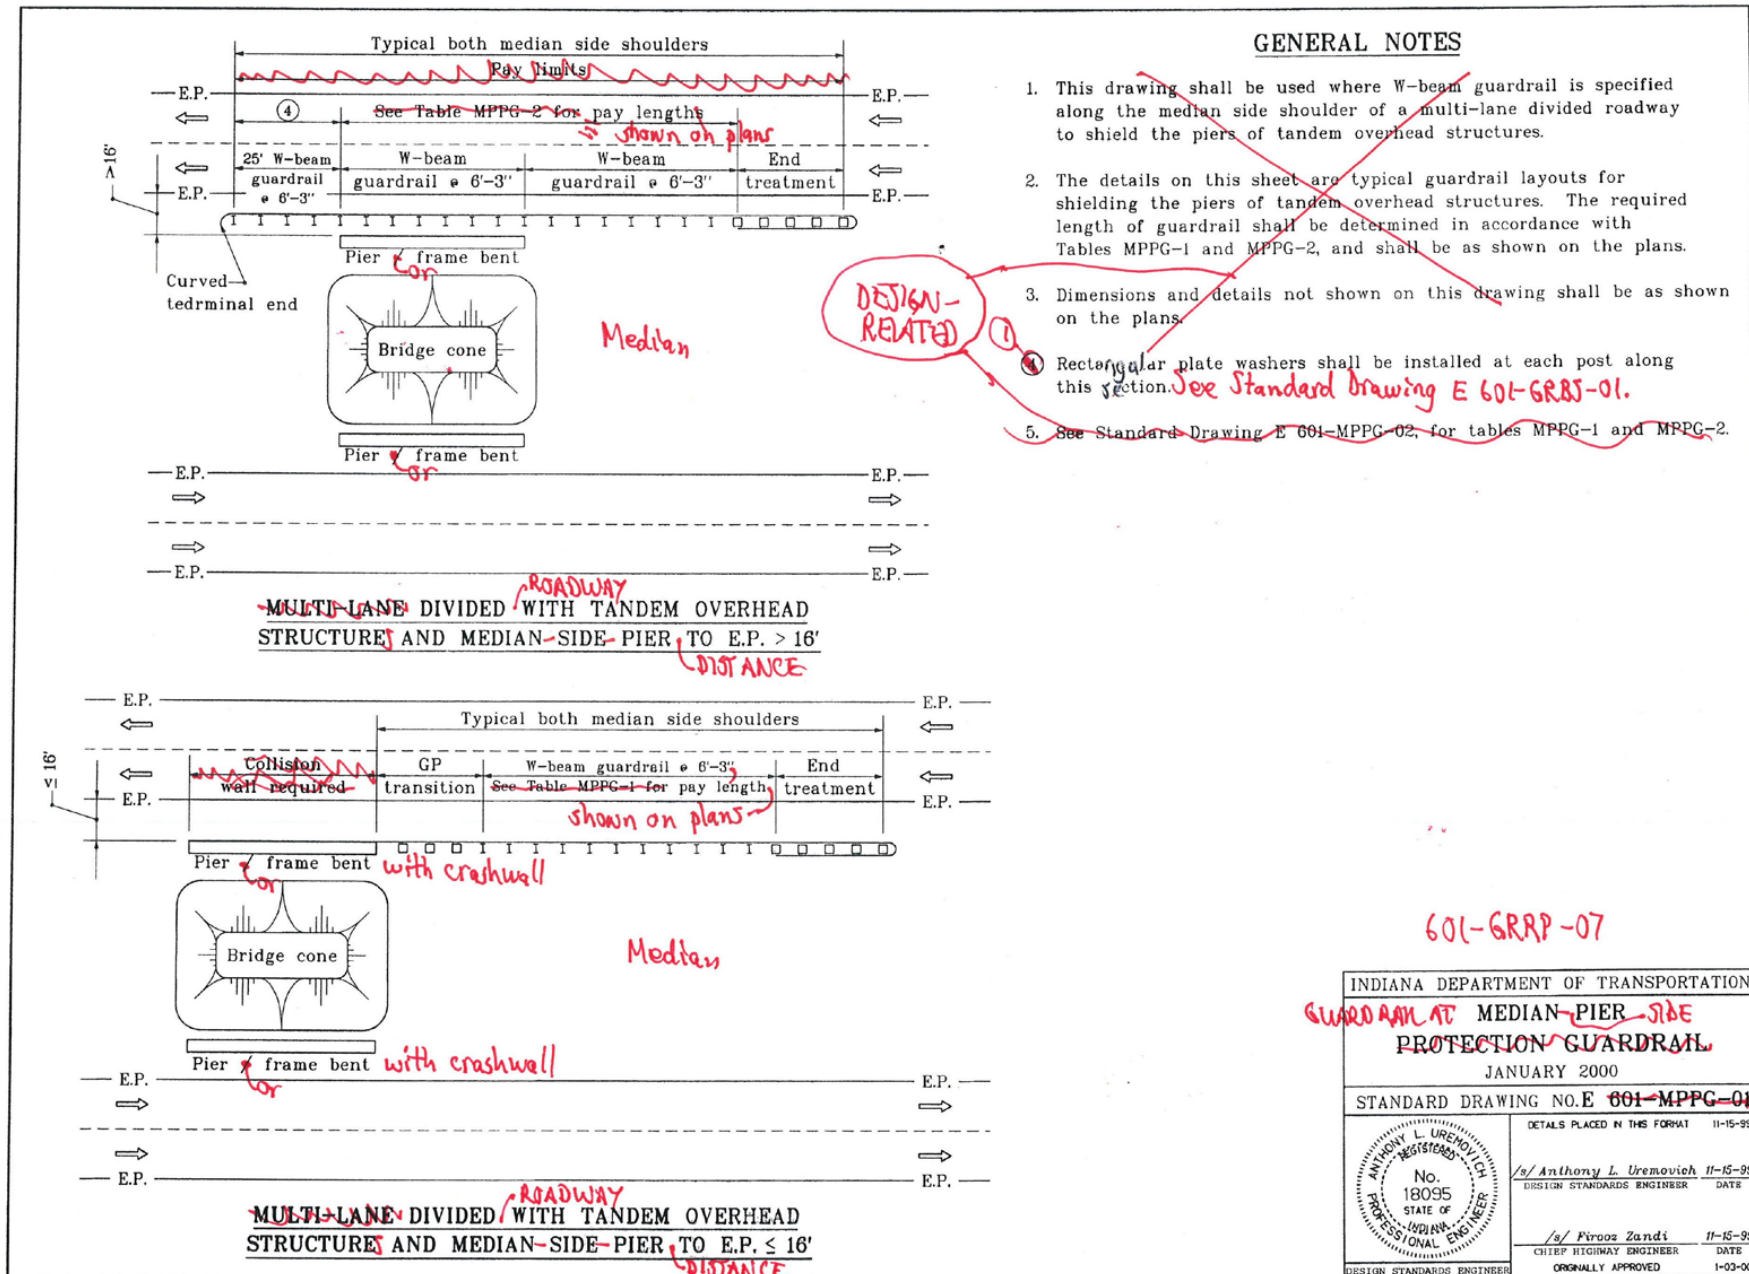 Typical both median side shoulders
Pay limits
E.P.
E.P.
④
See Table MPPG-2 for pay lengths
shown on plans
>16'
25' W-beam
guardrail
@ 6'-3"
W-beam
guardrail @ 6'-3"
W-beam
guardrail @ 6'-3"
End
treatment
E.P.
E.P.
Pier / frame bent
or
Curved
tedrminal end
Bridge cone
Median
Pier / frame bent
or
E.P.
E.P.
E.P.
E.P.
ROADWAY
MULTI-LANE DIVIDED WITH TANDEM OVERHEAD
STRUCTURES AND MEDIAN-SIDE-PIER TO E.P. > 16'
DISTANCE
E.P.
E.P.
Typical both median side shoulders
≤ 16'
Collision
wall required
GP
transition
W-beam guardrail @ 6'-3",
See Table MPPG-1 for pay length
shown on plans
End
treatment
E.P.
E.P.
Pier / frame bent with crashwall
or
Bridge cone
Median
Pier / frame bent with crashwall
or
E.P.
E.P.
E.P.
E.P.
ROADWAY
MULTI-LANE DIVIDED WITH TANDEM OVERHEAD
STRUCTURES AND MEDIAN-SIDE-PIER TO E.P. ≤ 16'
DISTANCE
GENERAL NOTES
1. This drawing shall be used where W-beam guardrail is specified
along the median side shoulder of a multi-lane divided roadway
to shield the piers of tandem overhead structures.
2. The details on this sheet are typical guardrail layouts for
shielding the piers of tandem overhead structures. The required
length of guardrail shall be determined in accordance with
Tables MPPG-1 and MPPG-2, and shall be as shown on the plans.
DESIGN-
RELATED
3. Dimensions and details not shown on this drawing shall be as shown
on the plans.
①
④ Rectangular plate washers shall be installed at each post along
this section. See Standard Drawing E 601-GRBS-01.
5. See Standard Drawing E 601-MPPG-02, for tables MPPG-1 and MPPG-2.
601-GRRP-07
INDIANA DEPARTMENT OF TRANSPORTATION
GUARDRAIL AT MEDIAN PIER SIDE
PROTECTION GUARDRAIL
JANUARY 2000
STANDARD DRAWING NO. E 601-MPPG-01
ANTHONY L. UREMOVICH
REGISTERED
No.
18095
STATE OF
INDIANA
PROFESSIONAL ENGINEER
DETAILS PLACED IN THIS FORMAT 11-15-99
/s/ Anthony L. Uremovich 11-15-99
DESIGN STANDARDS ENGINEER DATE
/s/ Firooz Zandi 11-15-99
CHIEF HIGHWAY ENGINEER DATE
DESIGN STANDARDS ENGINEER
ORIGINALLY APPROVED 1-03-00